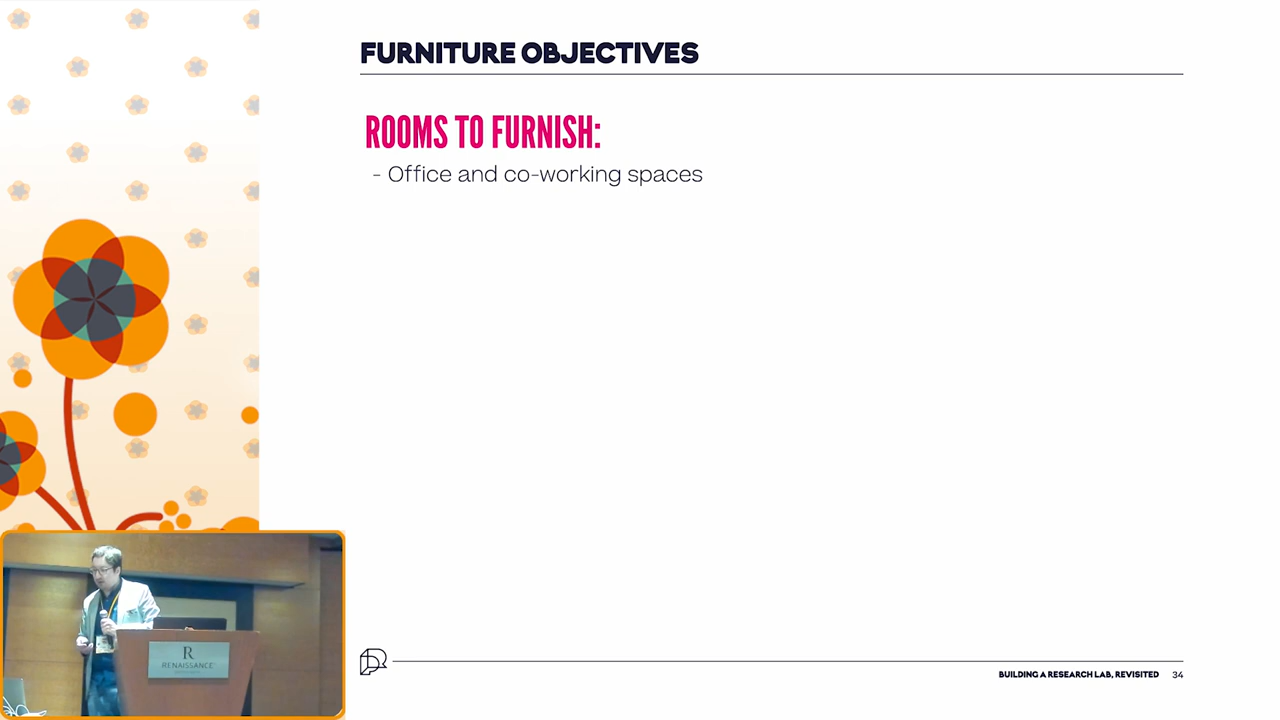 FURNITURE OBJECTIVES
ROOMS TO FURNISH:
- Office and co-working spaces
R
RENAISSANCE
BUILDING A RESEARCH LAB, REVISITED 34